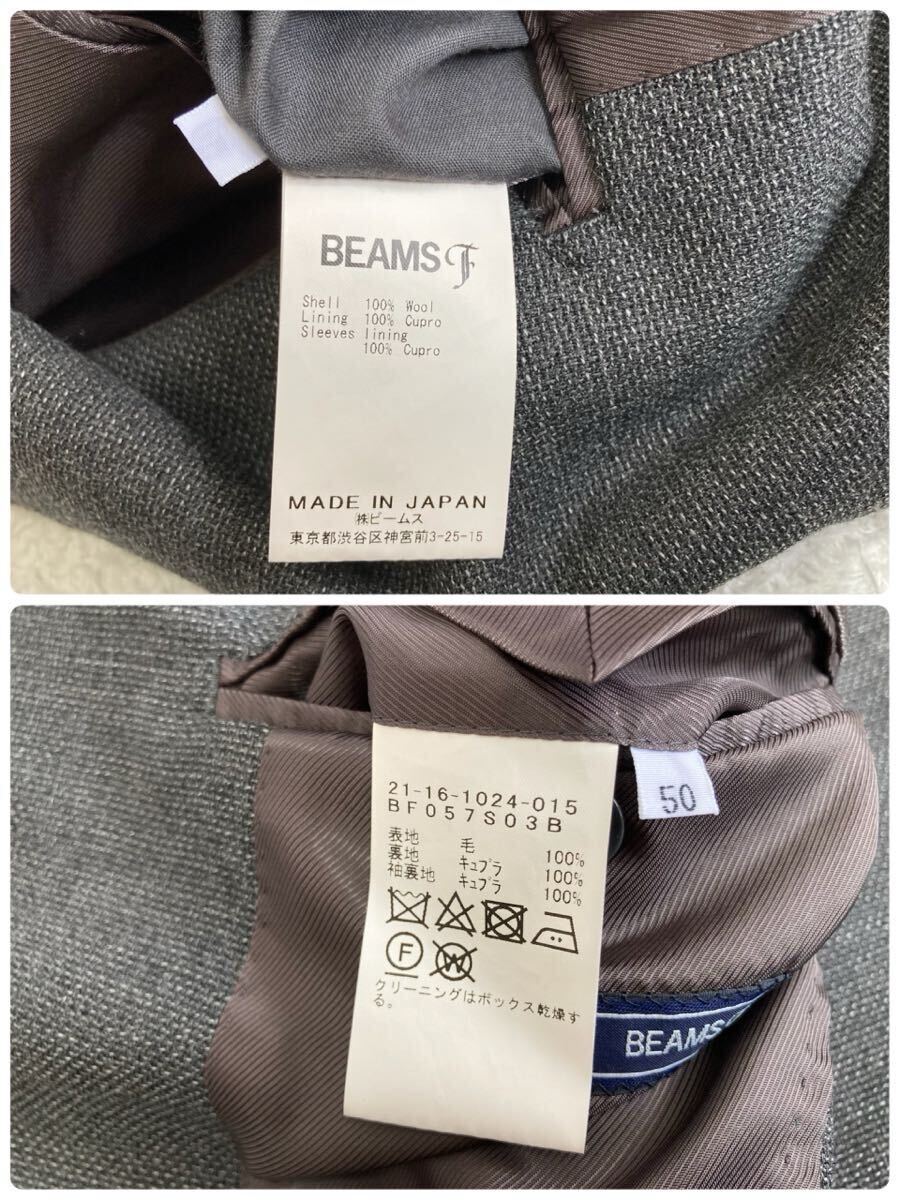 BEAMS F
Shell 100% Wool
Lining 100% Cupro
Sleeves lining
100% Cupro
MADE IN JAPAN
㈱ビームス
東京都渋谷区神宮前3-25-15
21-16-1024-015
BF057S03B
表地 毛 100%
裏地 キュプラ 100%
袖裏地 キュプラ 100%
F W
クリーニングはボックス乾燥す
る。
50
BEAMS